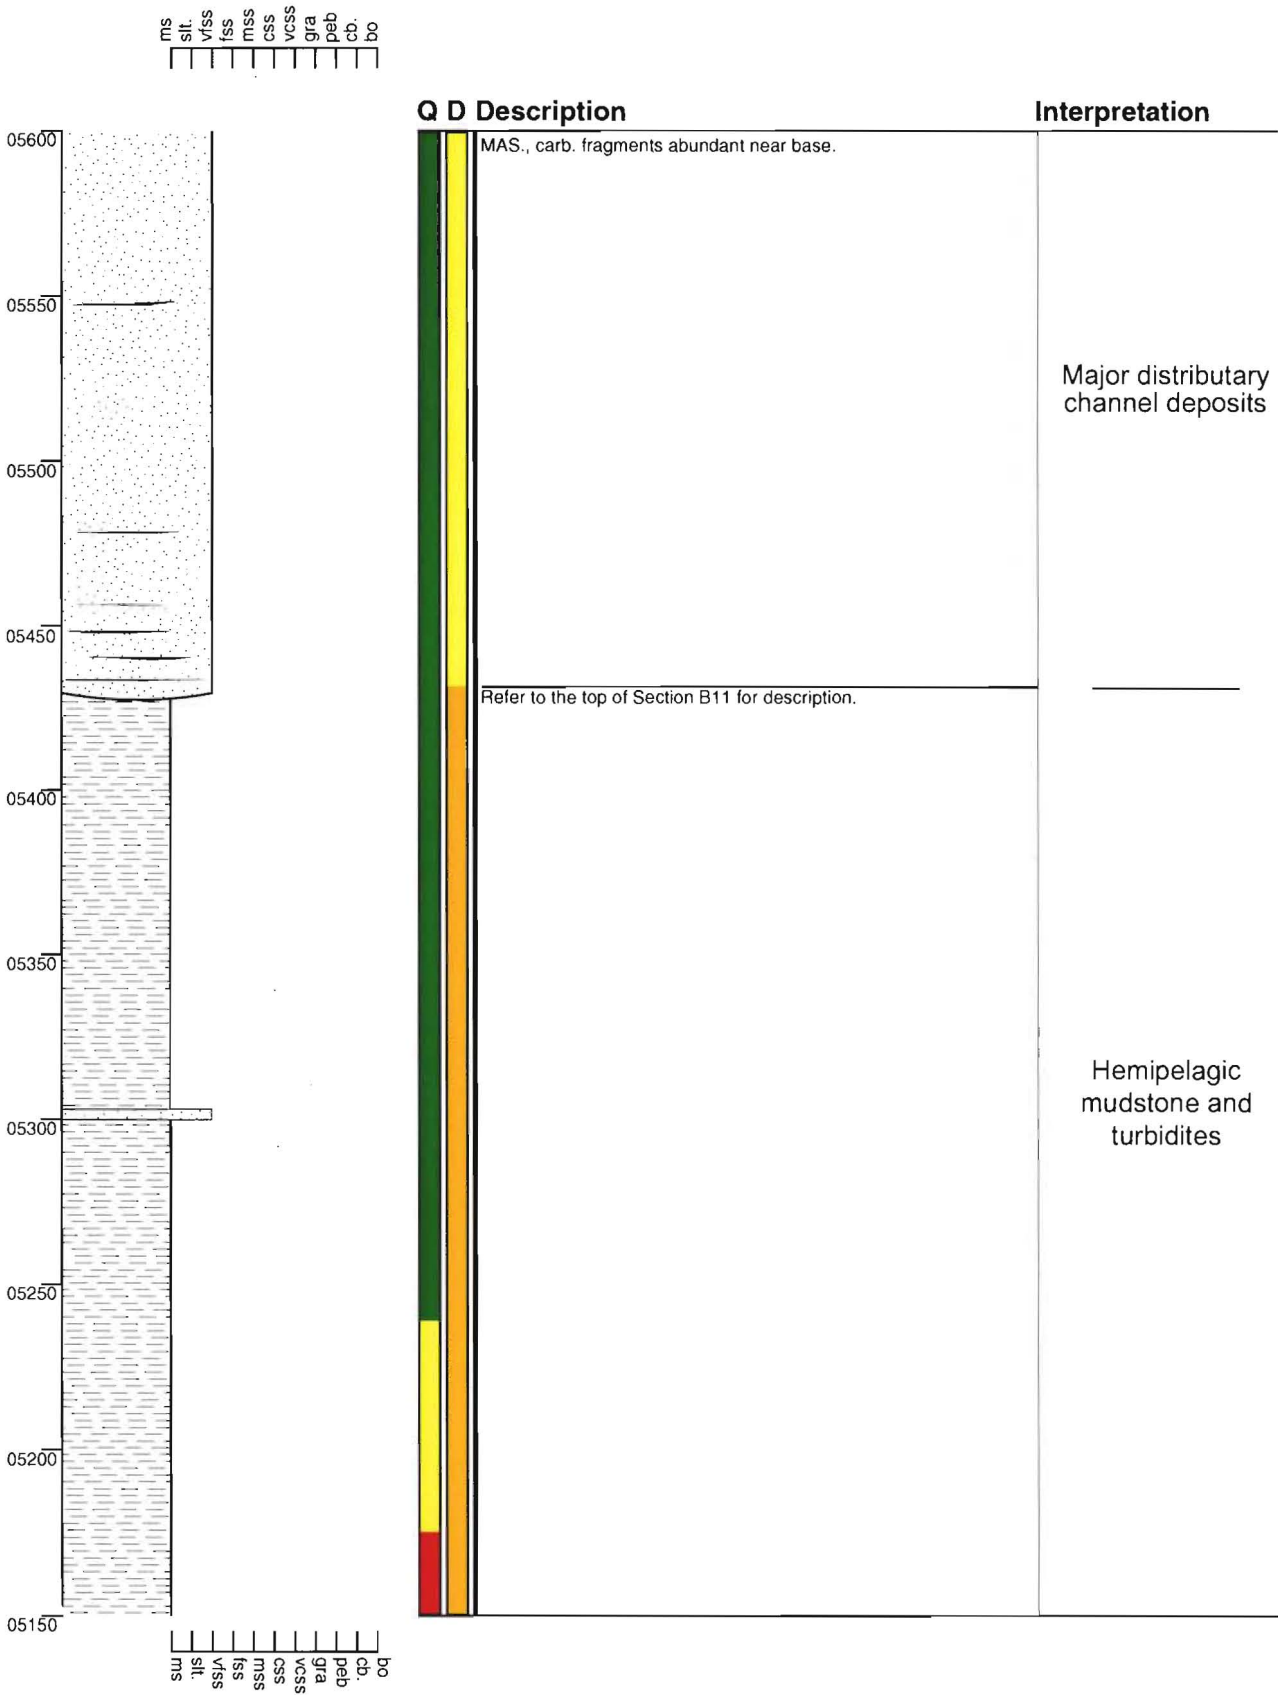 ms
slt.
vfss
fss
mss
css
vcss
gra
peb
cb.
bo
Q D Description Interpretation
05600
MAS., carb. fragments abundant near base.
05550
Major distributary
channel deposits
05500
05450
Refer to the top of Section B11 for description.
05400
05350
Hemipelagic
mudstone and
turbidites
05300
05250
05200
05150
ms
slt.
vfss
fss
mss
css
vcss
gra
peb
cb.
bo